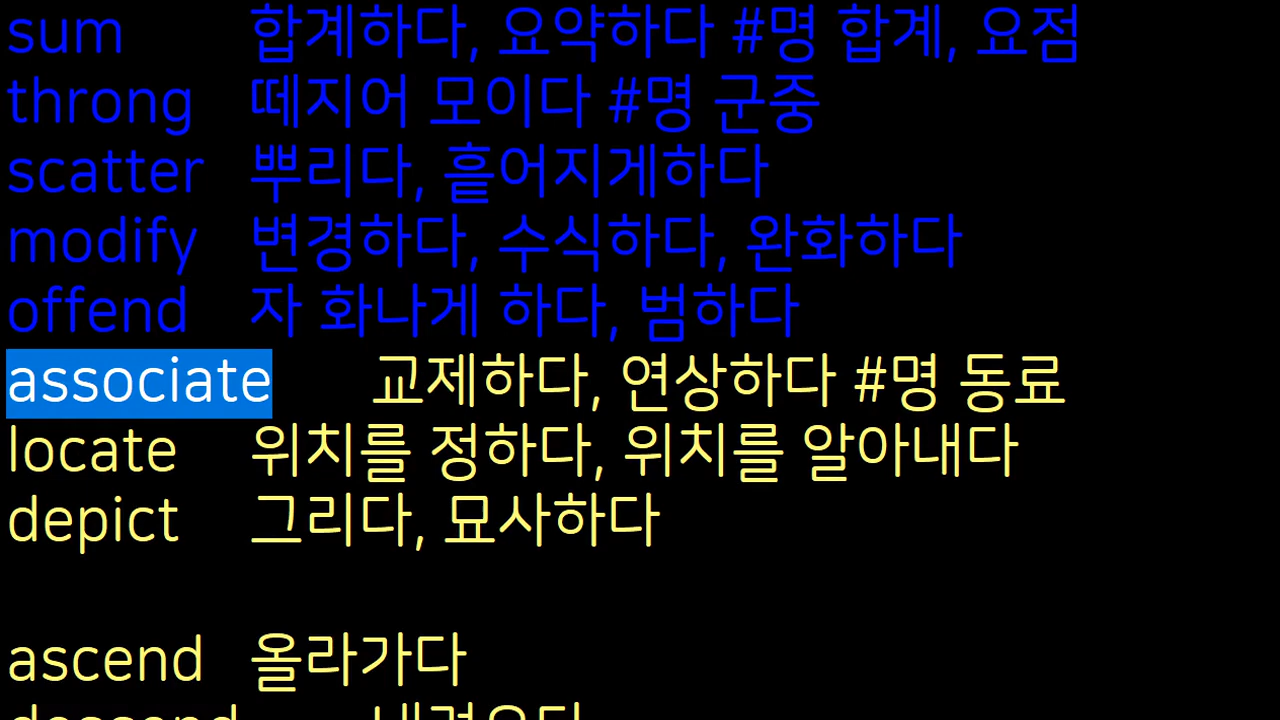 sum 합계하다, 요약하다 #명 합계, 요점
throng 떼지어 모이다 #명 군중
scatter 뿌리다, 흩어지게하다
modify 변경하다, 수식하다, 완화하다
offend 자 화나게 하다, 범하다
associate 교제하다, 연상하다 #명 동료
locate 위치를 정하다, 위치를 알아내다
depict 그리다, 묘사하다
ascend 올라가다
descend 내려오다